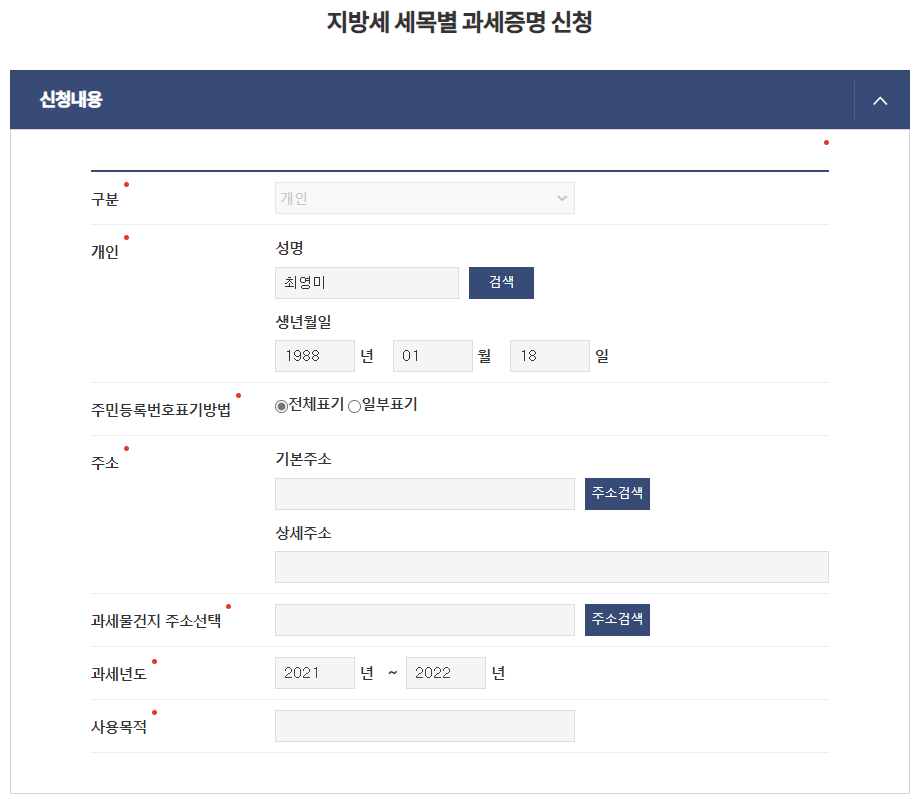 지방세 세목별 과세증명 신청
신청내용
구분 개인
개인 성명
최영미 검색
생년월일
1988 년 01 월 18 일
주민등록번호표기방법 전체표기 일부표기
주소 기본주소
주소검색
상세주소
과세물건지 주소선택 주소검색
과세년도 2021 년 ~ 2022 년
사용목적